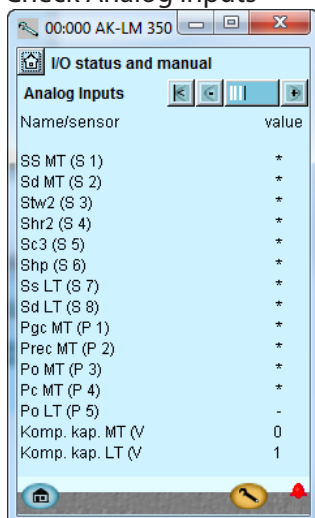 Check Analog Inputs
00:000 AK-LM 350
I/O status and manual
Analog Inputs
Name/sensor value
SS MT (S 1) *
Sd MT (S 2) *
Stw2 (S 3) *
Shr2 (S 4) *
Sc3 (S 5) *
Shp (S 6) *
Ss LT (S 7) *
Sd LT (S 8) *
Pgc MT (P 1) *
Prec MT (P 2) *
Po MT (P 3) *
Pc MT (P 4) *
Po LT (P 5) -
Komp. kap. MT (V 0
Komp. kap. LT (V 1